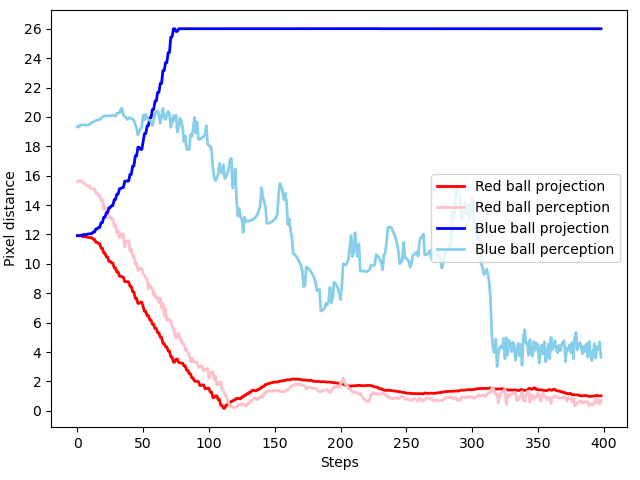 26
24
22
20
18
16
14
12
10
8
6
4
2
0
Pixel distance
Red ball projection
Red ball perception
Blue ball projection
Blue ball perception
0 50 100 150 200 250 300 350 400
Steps